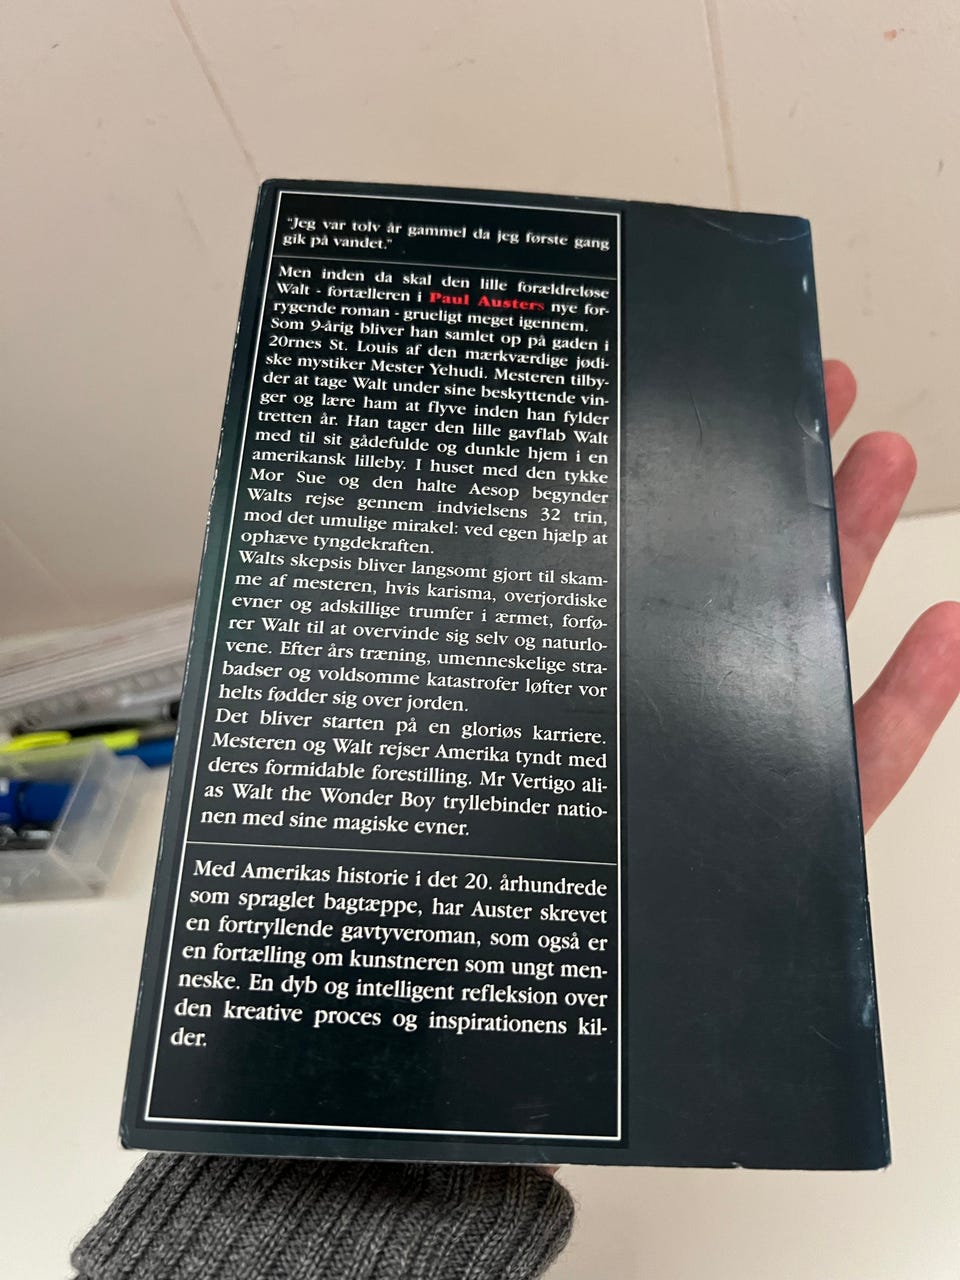 "Jeg var tolv år gammel da jeg første gang
gik på vandet."
Men inden da skal den lille forældreløse
Walt - fortælleren i Paul Austers nye for-
rygende roman - grueligt meget igennem.
Som 9-årig bliver han samlet op på gaden i
20rnes St. Louis af den mærkværdige jødi-
ske mystiker Mester Yehudi. Mesteren tilby-
der at tage Walt under sine beskyttende vin-
ger og lære ham at flyve inden han fylder
tretten år. Han tager den lille gavflab Walt
med til sit gådefulde og dunkle hjem i en
amerikansk lilleby. I huset med den tykke
Mor Sue og den halte Aesop begynder
Walts rejse gennem indvielsens 32 trin,
mod det umulige mirakel: ved egen hjælp at
ophæve tyngdekraften.
Walts skepsis bliver langsomt gjort til skam-
me af mesteren, hvis karisma, overjordiske
evner og adskillige trumfer i ærmet, forfø-
rer Walt til at overvinde sig selv og naturlo-
vene. Efter års træning, umenneskelige stra-
badser og voldsomme katastrofer løfter vor
helts fødder sig over jorden.
Det bliver starten på en gloriøs karriere.
Mesteren og Walt rejser Amerika tyndt med
deres formidable forestilling. Mr Vertigo ali-
as Walt the Wonder Boy tryllebinder natio-
nen med sine magiske evner.
Med Amerikas historie i det 20. århundrede
som spraglet bagtæppe, har Auster skrevet
en fortryllende gavtyveroman, som også er
en fortælling om kunstneren som ungt men-
neske. En dyb og intelligent refleksion over
den kreative proces og inspirationens kil-
der.